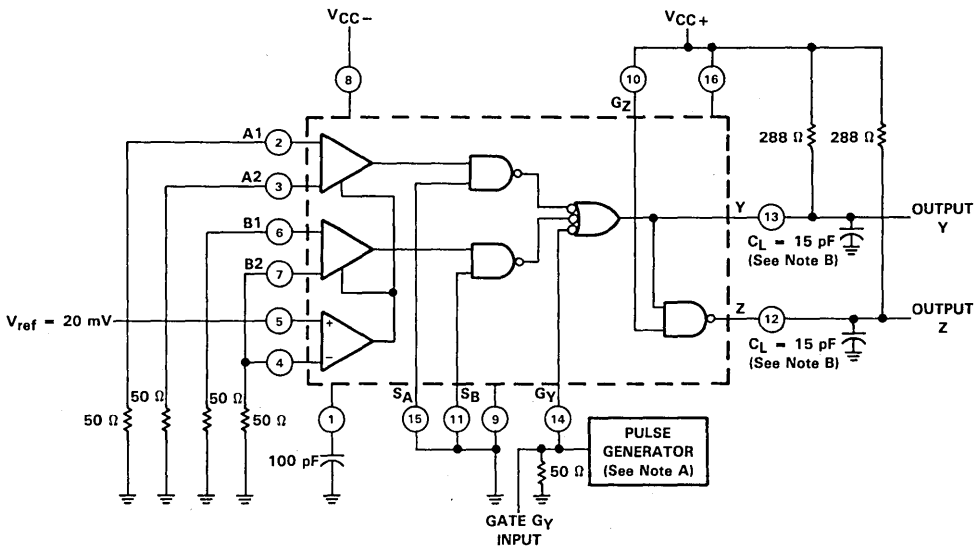 VCC−
VCC+
8
10
16
GZ
A1
2
288 Ω
288 Ω
A2
3
B1
6
Y
13
OUTPUT
Y
CL = 15 pF
(See Note B)
B2
7
Vref = 20 mV
5
+
Z
12
OUTPUT
Z
4
−
CL = 15 pF
(See Note B)
50 Ω
50 Ω
50 Ω
50 Ω
1
SA
15
SB
11
9
GY
14
100 pF
50 Ω
PULSE
GENERATOR
(See Note A)
GATE GY
INPUT